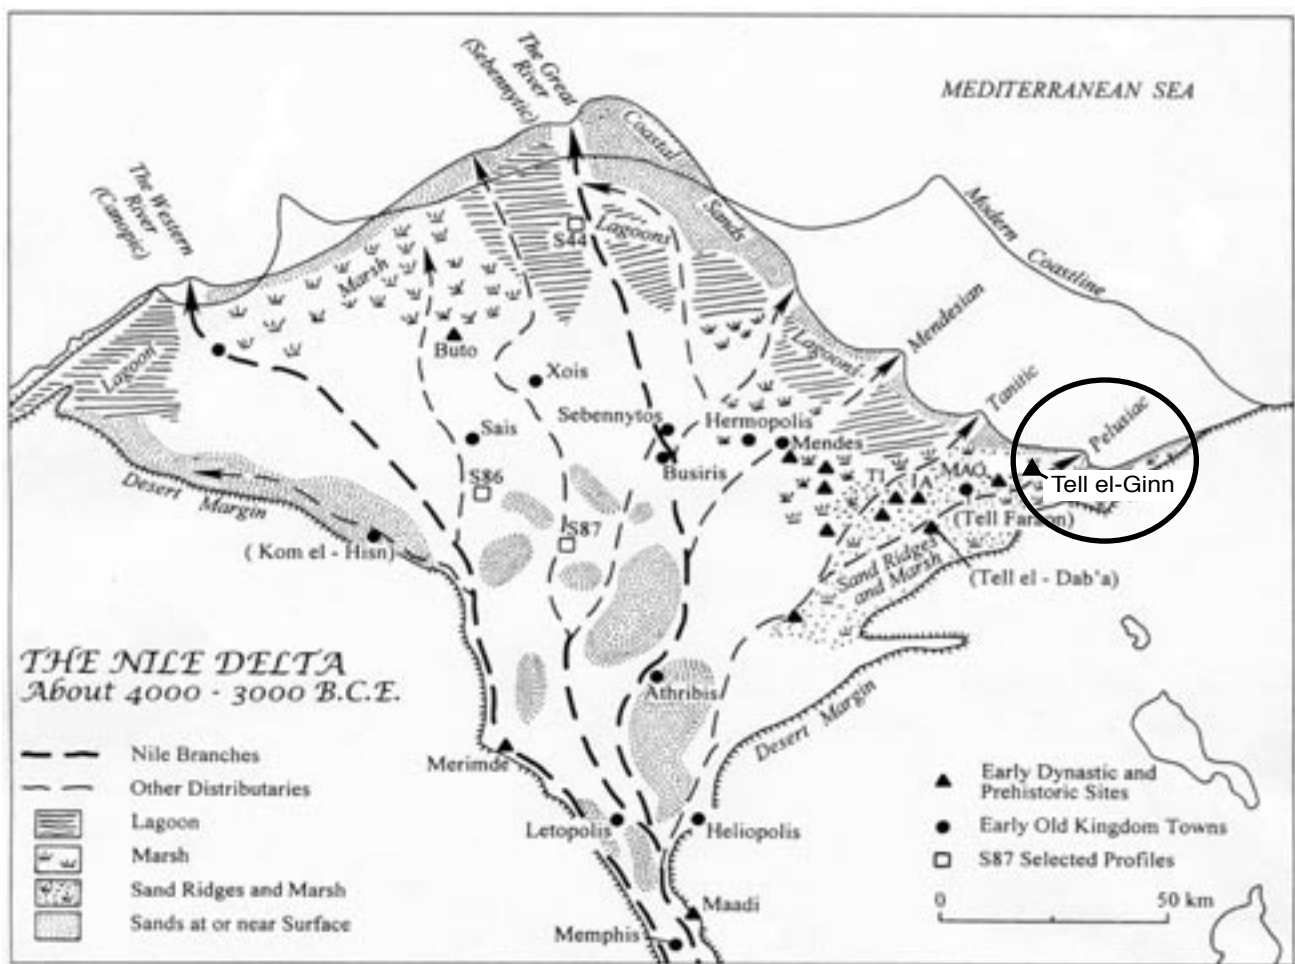 The Great
River
(Sebennytic)
MEDITERRANEAN SEA
Coastal
Sands
The Western
River
(Canopic)
Modern
Coastline
S44
Lagoons
Marsh
Mendesian
Lagoon
Buto
Lagoons
Xois
Tanitic
Pelusiac
Sebennytos
Hermopolis
Sais
Mendes
Busiris
S86
TI
IA
MAO
Tell el-Ginn
Desert
Margin
(Tell Farson)
S87
( Kom el - Hisn)
Sand Ridges
and Marsh
(Tell el - Dab'a)
THE NILE DELTA
About 4000 - 3000 B.C.E.
Athribis
Desert Margin
Nile Branches
Merimde
Other Distributaries
Early Dynastic and
Prehistoric Sites
Lagoon
Letopolis
Heliopolis
Early Old Kingdom Towns
Marsh
S87 Selected Profiles
Sand Ridges and Marsh
Maadi
0
50 km
Sands at or near Surface
Memphis